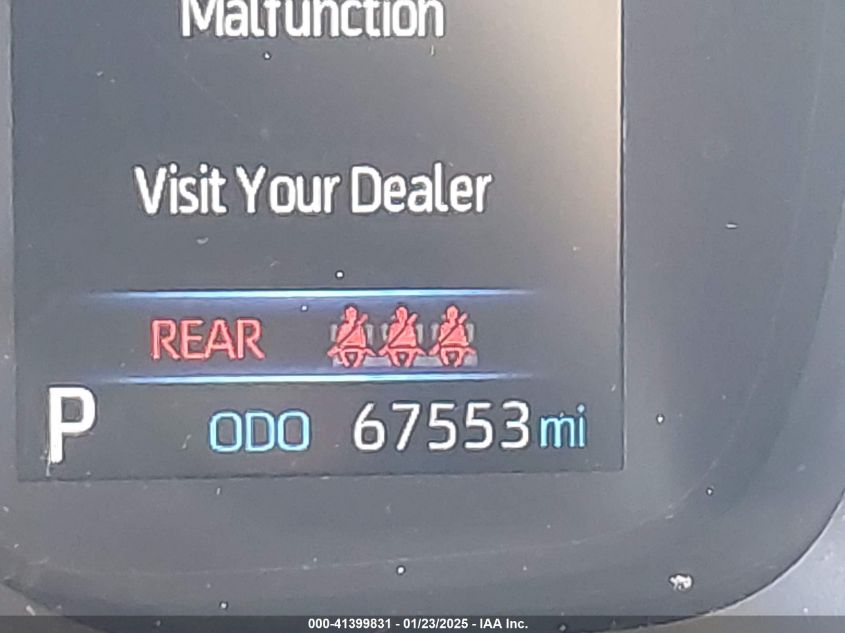 Malfunction
Visit Your Dealer
REAR
P ODO 67553 mi
000-41399831 - 01/23/2025 - IAA Inc.